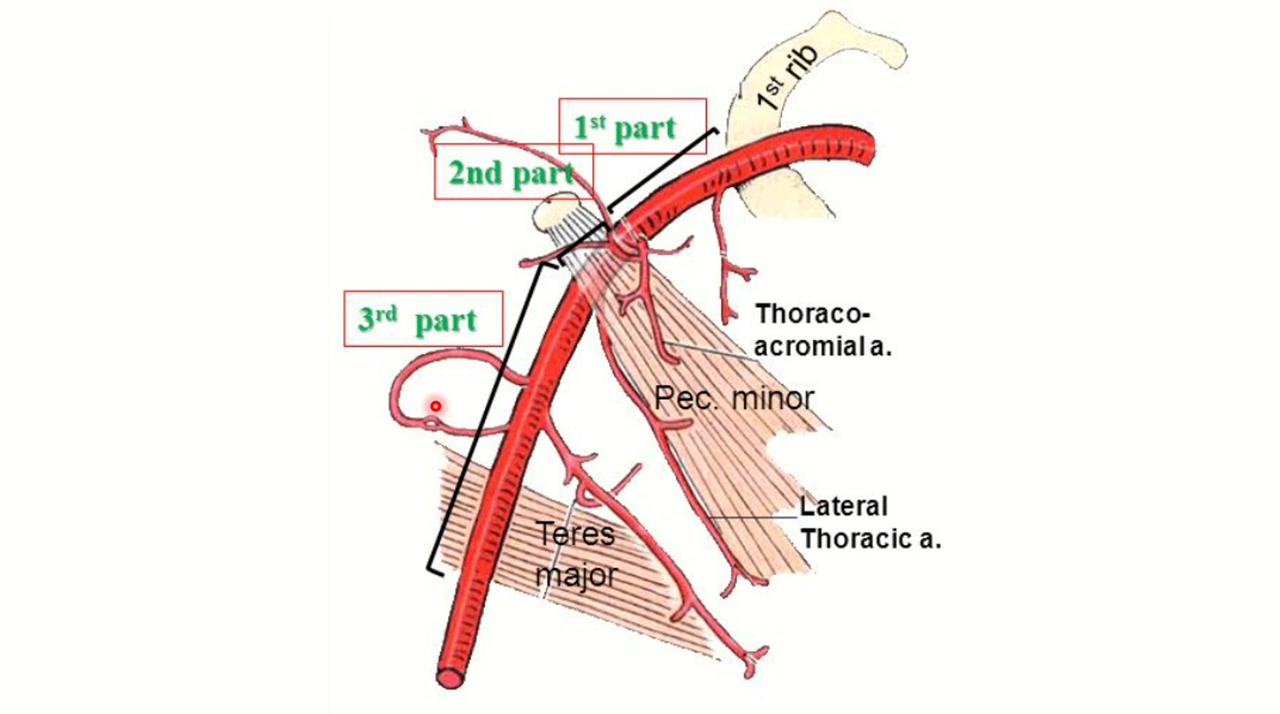 1st rib
1st part
2nd part
3rd part
Thoraco-
acromial a.
Pec. minor
Lateral
Thoracic a.
Teres
major